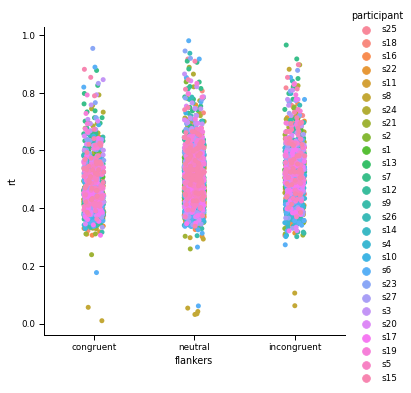 participant
s25
s18
s16
s22
s11
s8
s24
s21
s2
s1
s13
s7
s12
s9
s26
s14
s4
s10
s6
s23
s27
s3
s20
s17
s19
s5
s15
1.0
0.8
0.6
0.4
0.2
0.0
rt
congruent neutral incongruent
flankers